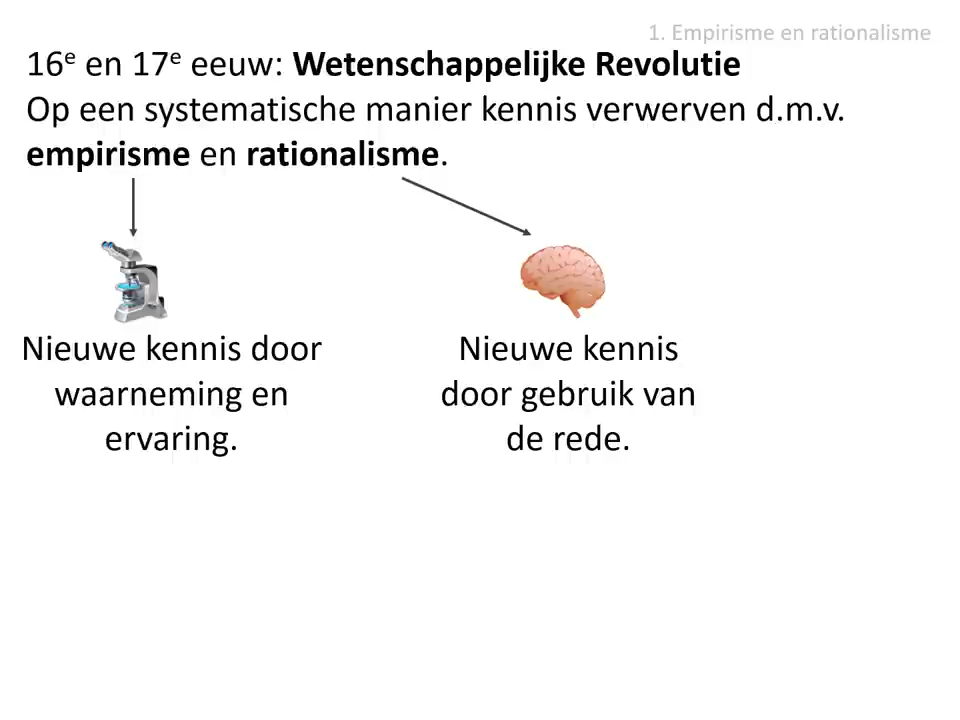 1. Empirisme en rationalisme
16e en 17e eeuw: Wetenschappelijke Revolutie
Op een systematische manier kennis verwerven d.m.v.
empirisme en rationalisme.
Nieuwe kennis door
waarneming en
ervaring.
Nieuwe kennis
door gebruik van
de rede.